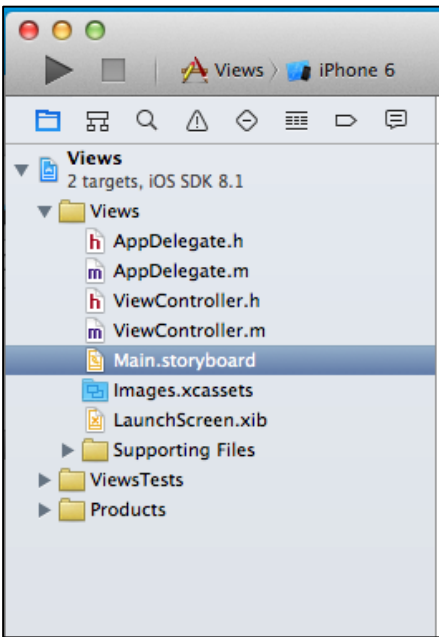 Views iPhone 6
Views
2 targets, iOS SDK 8.1
Views
h AppDelegate.h
m AppDelegate.m
h ViewController.h
m ViewController.m
Main.storyboard
Images.xcassets
LaunchScreen.xib
Supporting Files
ViewsTests
Products